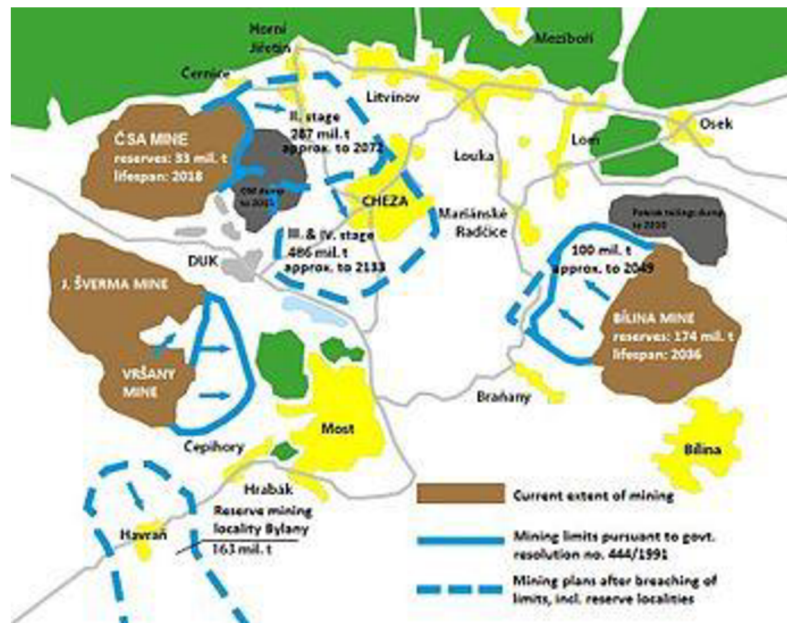 Horní
Jiřetín
Meziboří
Černice
Litvínov
II. stage
287 mil. t
approx. to 2072
Osek
ČSA MINE
reserves: 33 mil. t
lifespan: 2018
Lom
Louka
CHEZA
Mariánské
Radčice
III. & IV. stage
486 mil. t
approx. to 2133
DUK
100 mil. t
approx. to 2049
J. ŠVERMA MINE
BÍLINA MINE
reserves: 174 mil. t
lifespan: 2036
VRŠANY
MINE
Braňany
Most
Čepihory
Bílina
Hrabák
Reserve mining
locality Bylany
163 mil. t
Havraň
Current extent of mining
Mining limits pursuant to govt.
resolution no. 444/1991
Mining plans after breaching of
limits, incl. reserve localities